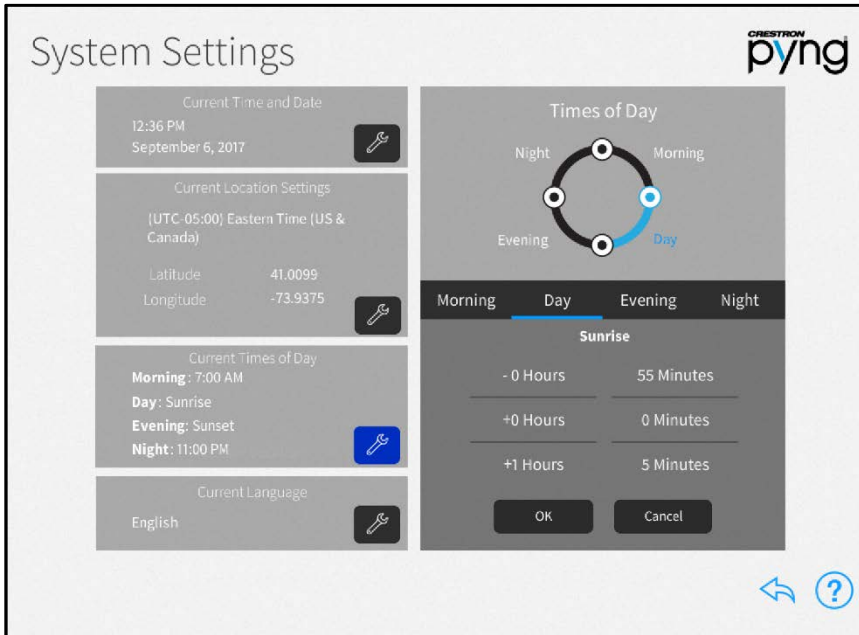 System Settings
CRESTRON
pyng
Current Time and Date
12:36 PM
September 6, 2017
Current Location Settings
(UTC-05:00) Eastern Time (US &
Canada)
Latitude 41.0099
Longitude -73.9375
Current Times of Day
Morning: 7:00 AM
Day: Sunrise
Evening: Sunset
Night: 11:00 PM
Current Language
English
Times of Day
Night Morning
Evening Day
Morning Day Evening Night
Sunrise
- 0 Hours 55 Minutes
+0 Hours 0 Minutes
+1 Hours 5 Minutes
OK Cancel
?